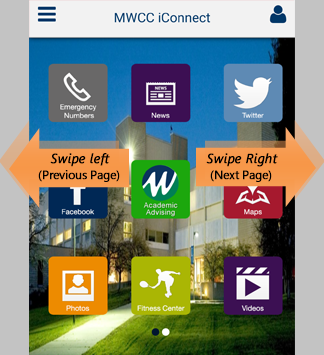 MWCC iConnect
Emergency
Numbers
NEWS
News
Twitter
Swipe left
(Previous Page)
Swipe Right
(Next Page)
Facebook
W
Academic
Advising
Maps
Photos
Fitness Center
Videos